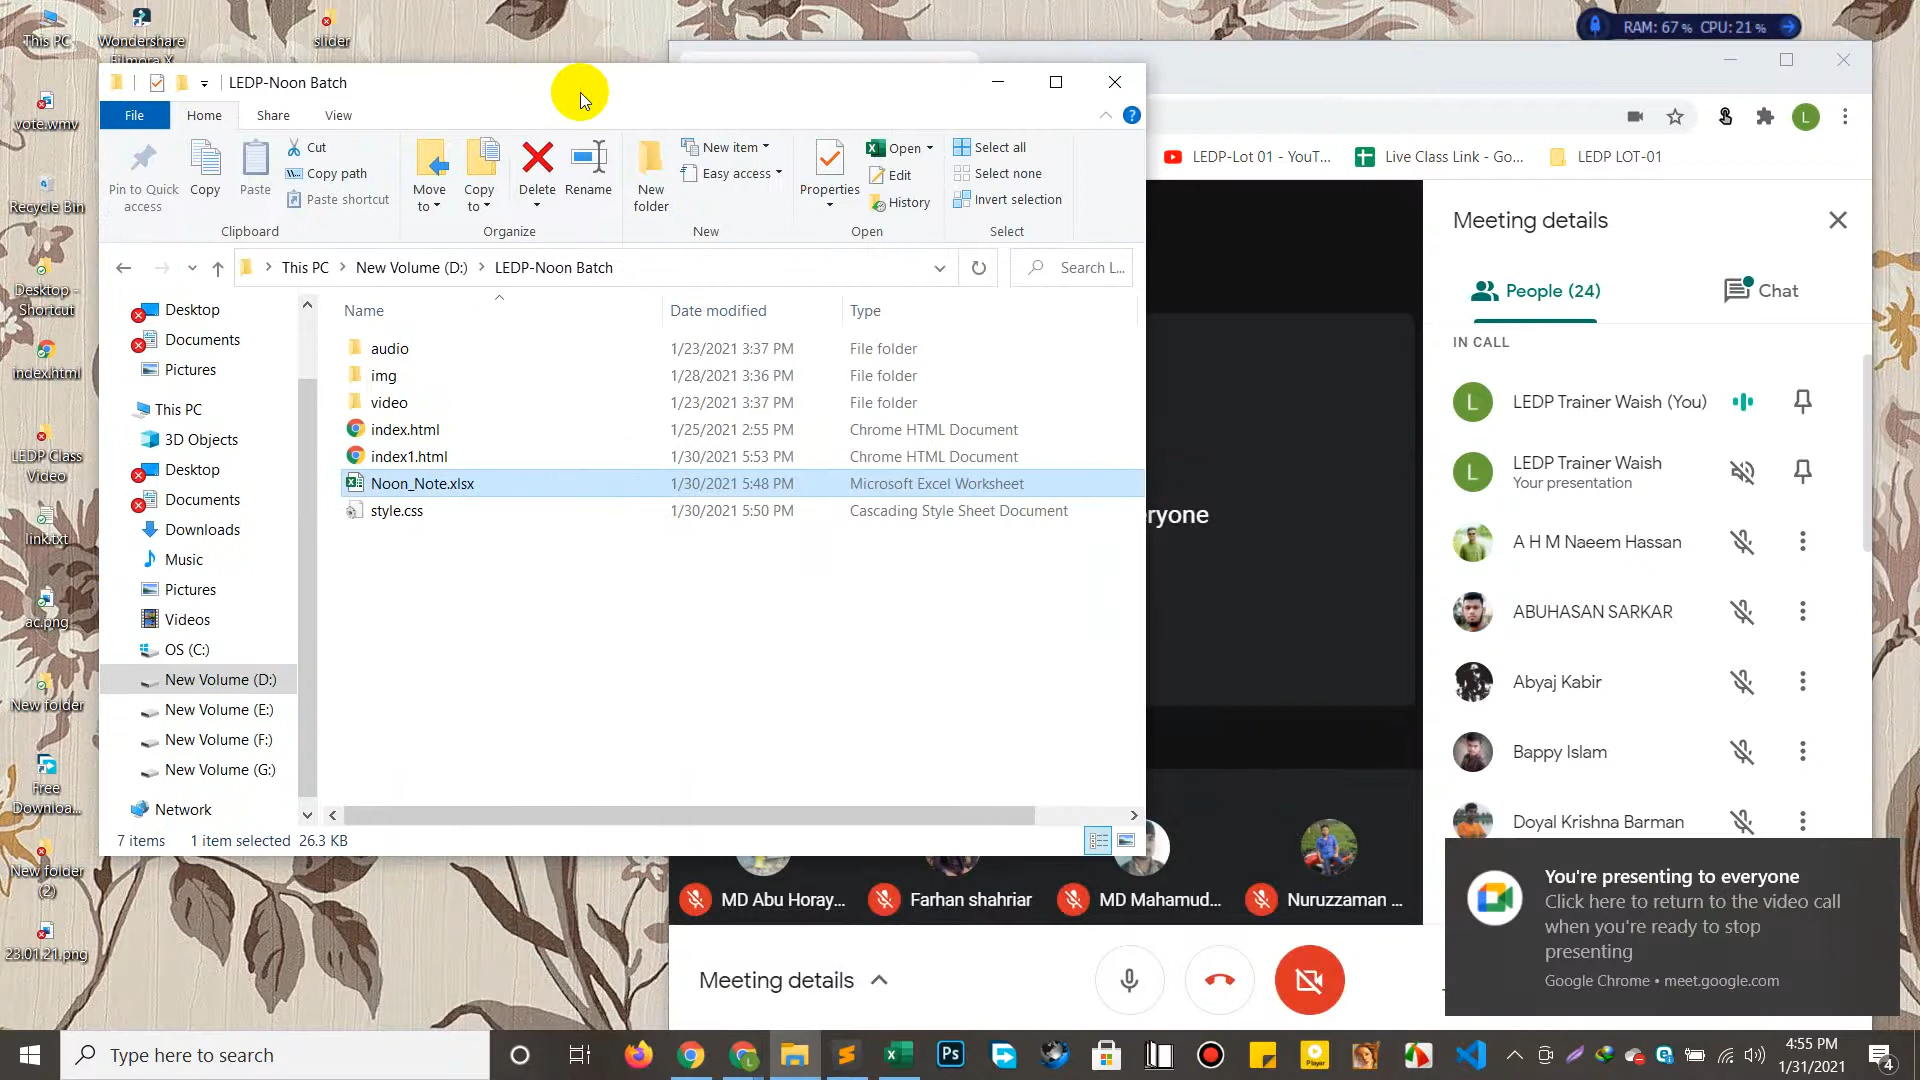 This PC
Wondershare
Filmora X
slider
vote.wmv
Recycle Bin
Desktop -
Shortcut
index.html
LEDP Class
Video
link.txt
ac.png
New folder
Free
Downloa...
New folder
(2)
23.01.21.png
RAM: 67 % CPU: 21 %
LEDP-Noon Batch
File
Home
Share
View
Pin to Quick
access
Copy
Paste
Cut
Copy path
Paste shortcut
Clipboard
Move
to
Copy
to
Delete
Rename
Organize
New
folder
New item
Easy access
New
Properties
Open
Edit
History
Open
Select all
Select none
Invert selection
Select
This PC > New Volume (D:) > LEDP-Noon Batch
Search L...
Desktop
Documents
Pictures
This PC
3D Objects
Desktop
Documents
Downloads
Music
Pictures
Videos
OS (C:)
New Volume (D:)
New Volume (E:)
New Volume (F:)
New Volume (G:)
Network
Name Date modified Type
audio 1/23/2021 3:37 PM File folder
img 1/28/2021 3:36 PM File folder
video 1/23/2021 3:37 PM File folder
index.html 1/25/2021 2:55 PM Chrome HTML Document
index1.html 1/30/2021 5:53 PM Chrome HTML Document
Noon_Note.xlsx 1/30/2021 5:48 PM Microsoft Excel Worksheet
style.css 1/30/2021 5:50 PM Cascading Style Sheet Document
7 items 1 item selected 26.3 KB
L
LEDP-Lot 01 - YouT...
Live Class Link - Go...
LEDP LOT-01
ryone
Meeting details
People (24)
Chat
IN CALL
L
LEDP Trainer Waish (You)
L
LEDP Trainer Waish
Your presentation
A H M Naeem Hassan
ABUHASAN SARKAR
Abyaj Kabir
Bappy Islam
Doyal Krishna Barman
MD Abu Horay...
Farhan shahriar
MD Mahamud...
Nuruzzaman ...
Meeting details
You're presenting to everyone
Click here to return to the video call
when you're ready to stop
presenting
Google Chrome • meet.google.com
Type here to search
Ps
Player
4:55 PM
1/31/2021
4